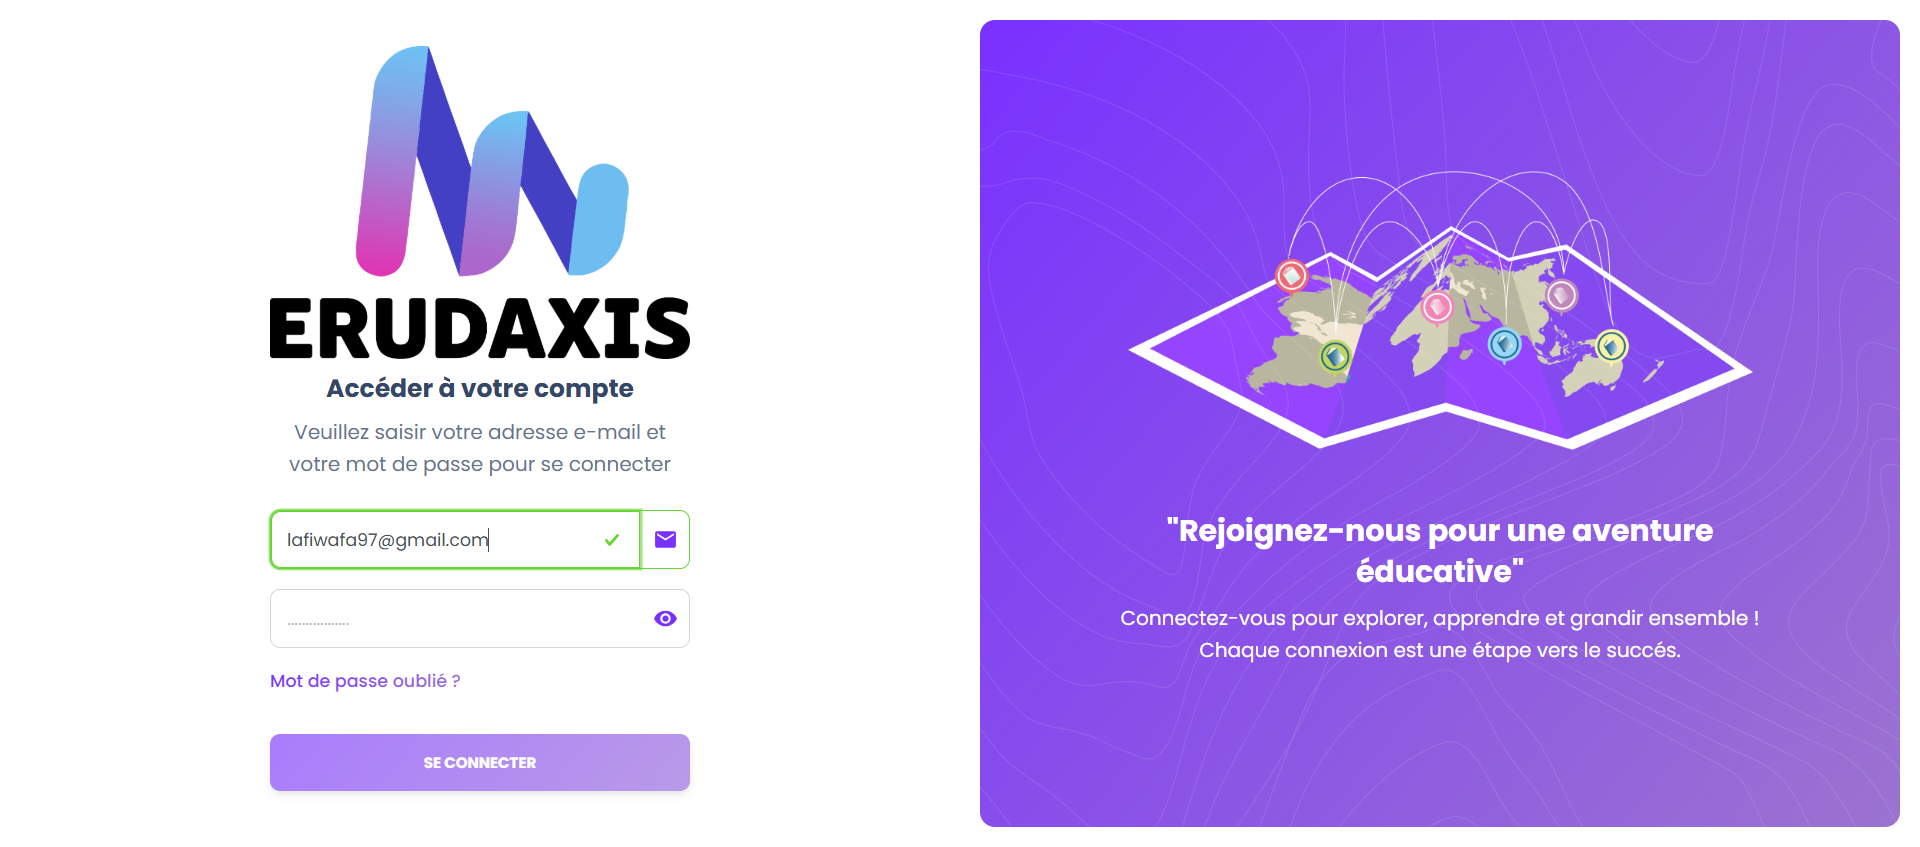 ERUDAXIS
Accéder à votre compte
Veuillez saisir votre adresse e-mail et
votre mot de passe pour se connecter
lafiwafa97@gmail.com
................
Mot de passe oublié ?
SE CONNECTER
"Rejoignez-nous pour une aventure
éducative"
Connectez-vous pour explorer, apprendre et grandir ensemble !
Chaque connexion est une étape vers le succés.